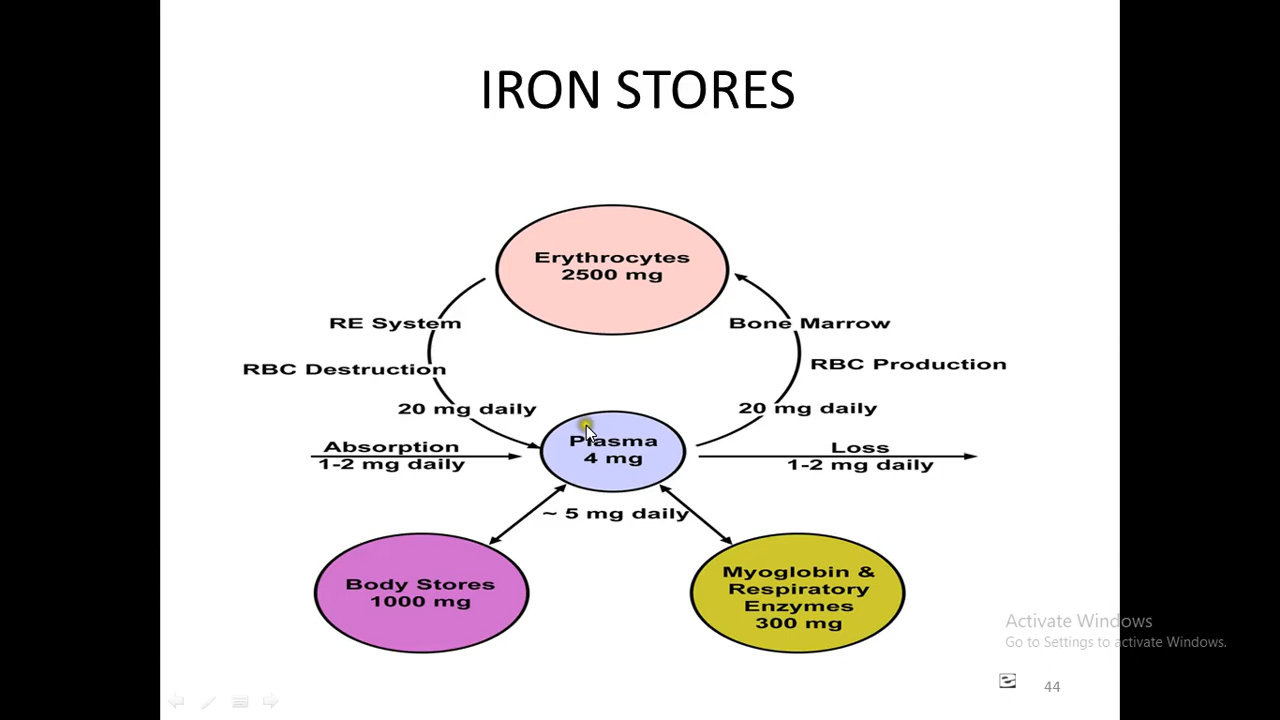 IRON STORES
Erythrocytes
2500 mg
RE System
Bone Marrow
RBC Destruction
RBC Production
20 mg daily
20 mg daily
Absorption
1-2 mg daily
Plasma
4 mg
Loss
1-2 mg daily
~ 5 mg daily
Body Stores
1000 mg
Myoglobin &
Respiratory
Enzymes
300 mg
Activate Windows
Go to Settings to activate Windows.
44